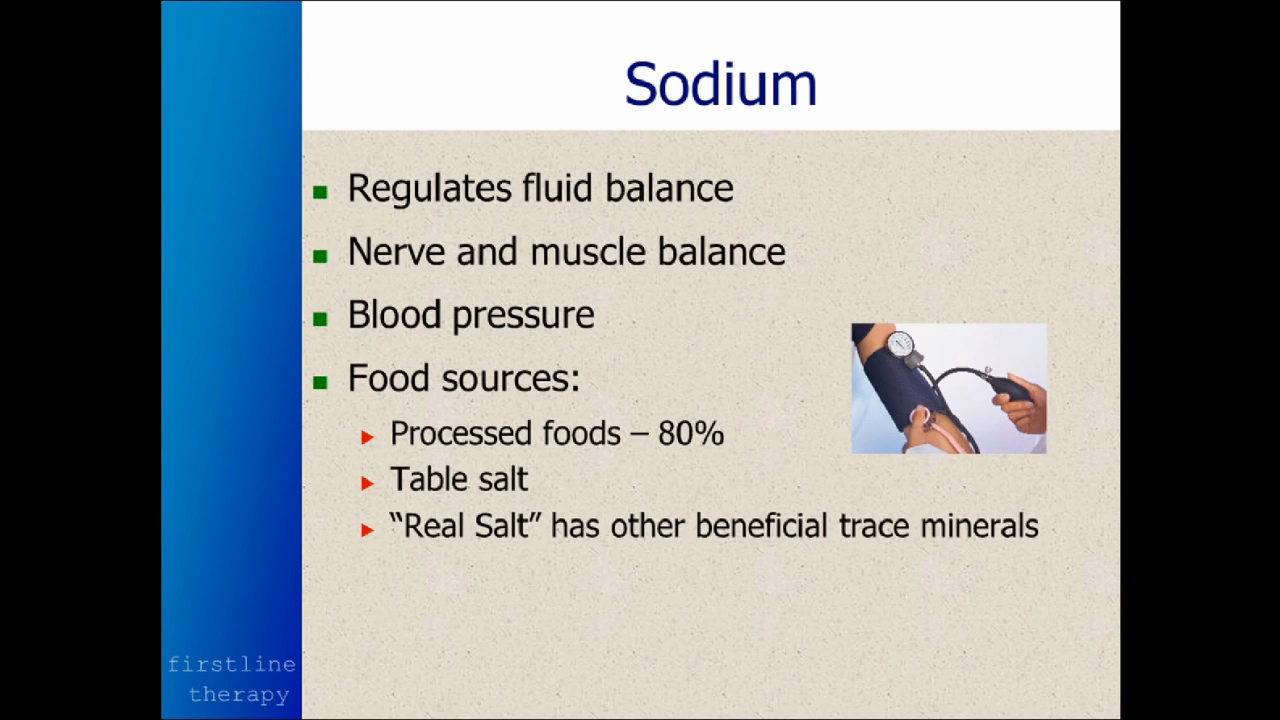 Sodium
Regulates fluid balance
Nerve and muscle balance
Blood pressure
Food sources:
Processed foods – 80%
Table salt
“Real Salt” has other beneficial trace minerals
firstline
therapy